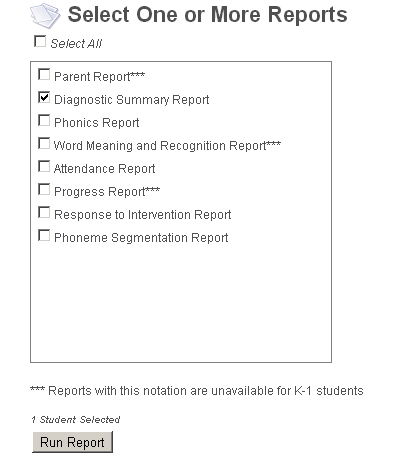 Select One or More Reports
Select All
Parent Report***
Diagnostic Summary Report
Phonics Report
Word Meaning and Recognition Report***
Attendance Report
Progress Report***
Response to Intervention Report
Phoneme Segmentation Report
*** Reports with this notation are unavailable for K-1 students
1 Student Selected
Run Report